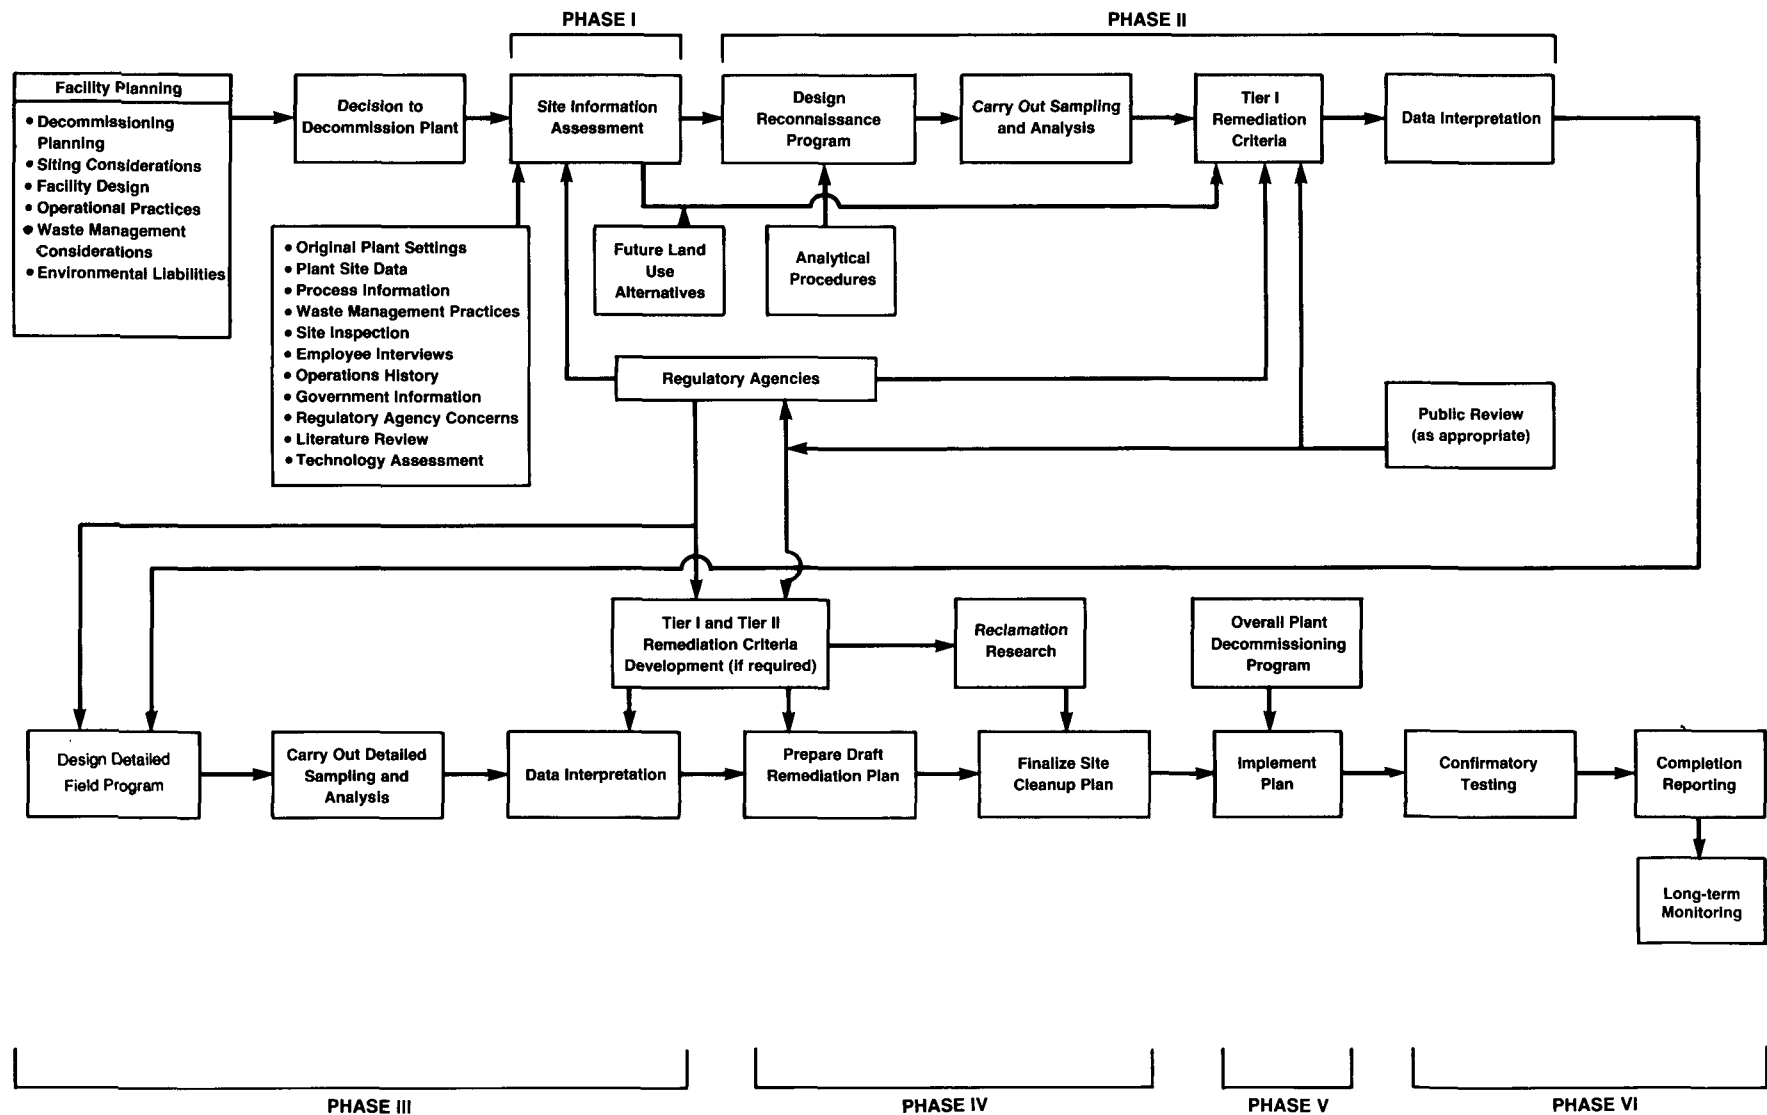 PHASE I
PHASE II
Facility Planning
• Decommissioning
Planning
• Siting Considerations
• Facility Design
• Operational Practices
• Waste Management
Considerations
• Environmental Liabilities
Decision to
Decommission Plant
Site Information
Assessment
Design
Reconnaissance
Program
Carry Out Sampling
and Analysis
Tier I
Remediation
Criteria
Data Interpretation
• Original Plant Settings
• Plant Site Data
• Process Information
• Waste Management Practices
• Site Inspection
• Employee Interviews
• Operations History
• Government Information
• Regulatory Agency Concerns
• Literature Review
• Technology Assessment
Future Land
Use
Alternatives
Analytical
Procedures
Regulatory Agencies
Public Review
(as appropriate)
Tier I and Tier II
Remediation Criteria
Development (if required)
Reclamation
Research
Overall Plant
Decommissioning
Program
Design Detailed
Field Program
Carry Out Detailed
Sampling and
Analysis
Data Interpretation
Prepare Draft
Remediation Plan
Finalize Site
Cleanup Plan
Implement
Plan
Confirmatory
Testing
Completion
Reporting
Long-term
Monitoring
PHASE III
PHASE IV
PHASE V
PHASE VI